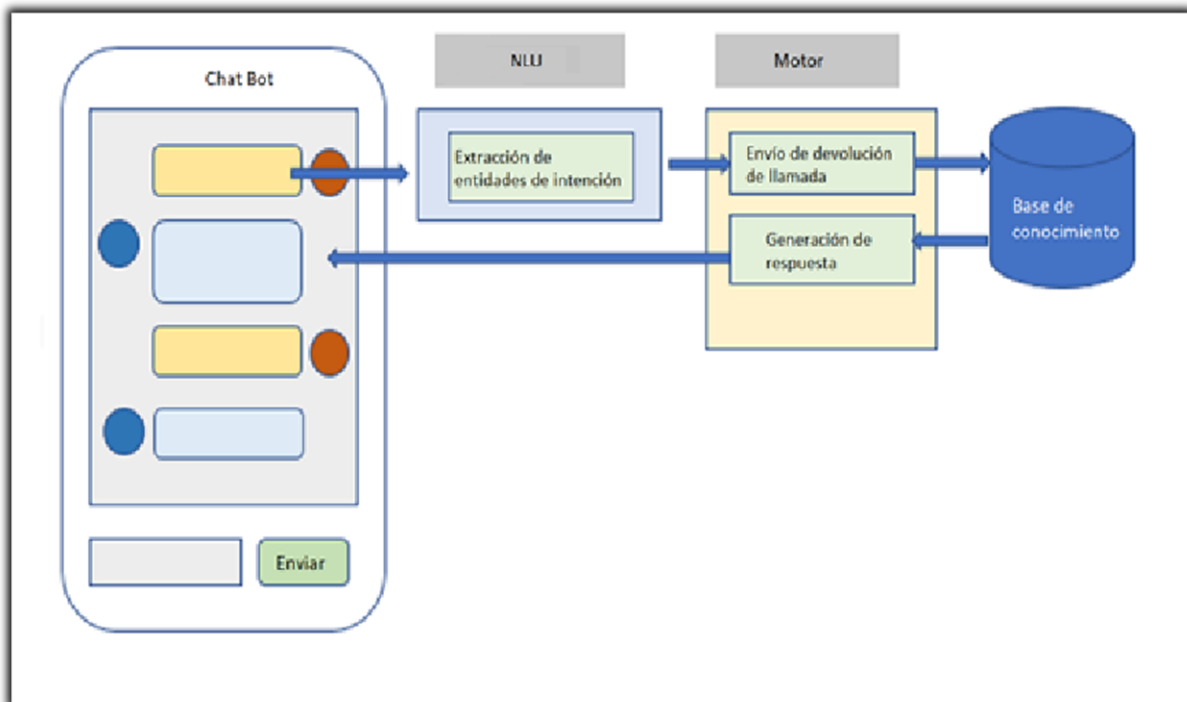 Chat Bot
NLU
Motor
Extracción de
entidades de intención
Envío de devolución
de llamada
Base de
conocimiento
Generación de
respuesta
Enviar